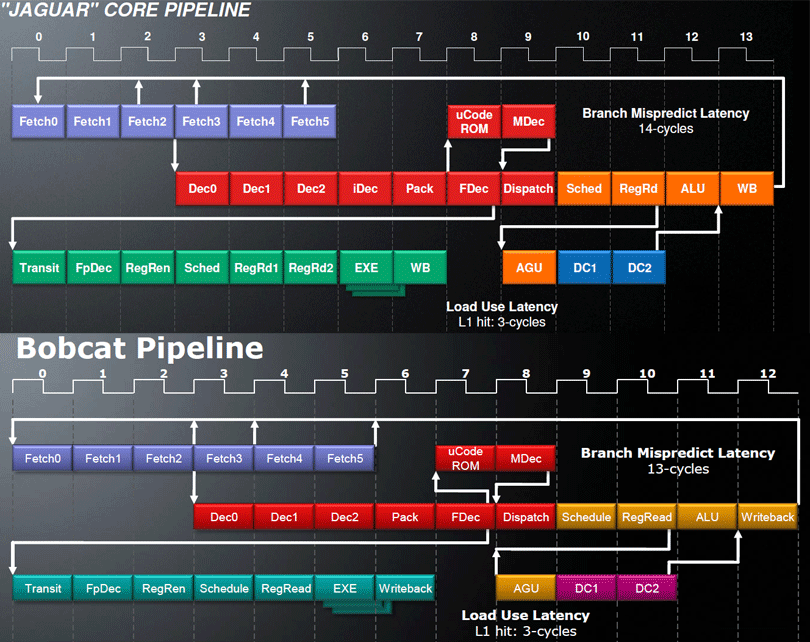 "JAGUAR" CORE PIPELINE
0 1 2 3 4 5 6 7 8 9 10 11 12 13
Fetch0 Fetch1 Fetch2 Fetch3 Fetch4 Fetch5
uCode
ROM
MDec
Branch Mispredict Latency
14-cycles
Dec0 Dec1 Dec2 iDec Pack FDec Dispatch Sched RegRd ALU WB
Transit FpDec RegRen Sched RegRd1 RegRd2 EXE WB
AGU DC1 DC2
Load Use Latency
L1 hit: 3-cycles
Bobcat Pipeline
0 1 2 3 4 5 6 7 8 9 10 11 12
Fetch0 Fetch1 Fetch2 Fetch3 Fetch4 Fetch5
uCode
ROM
MDec
Branch Mispredict Latency
13-cycles
Dec0 Dec1 Dec2 Pack FDec Dispatch Schedule RegRead ALU Writeback
Transit FpDec RegRen Schedule RegRead EXE Writeback
AGU DC1 DC2
Load Use Latency
L1 hit: 3-cycles